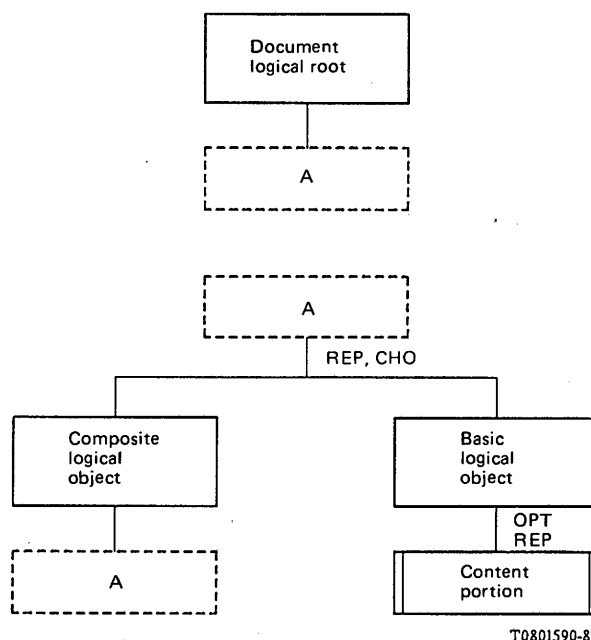 Document
logical root
A
A
REP, CHO
Composite
logical
object
Basic
logical
object
OPT
REP
A
Content
portion
T0801590-8